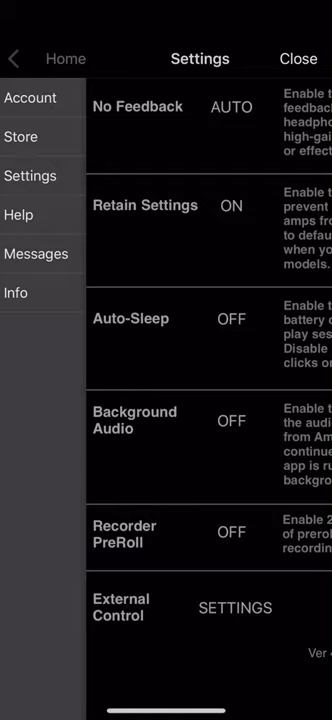 Home
Settings
Close
Account
Store
Settings
Help
Messages
Info
No Feedback
AUTO
Enable t
feedback
headpho
high-gai
or effect
Retain Settings
ON
Enable t
prevent
amps fro
to defau
when yo
models.
Auto-Sleep
OFF
Enable t
battery c
play ses
Disable
clicks or
Background
Audio
OFF
Enable t
the audi
from Am
continue
app is ru
backgro
Recorder
PreRoll
OFF
Enable 2
of prerol
recordin
External
Control
SETTINGS
Ver